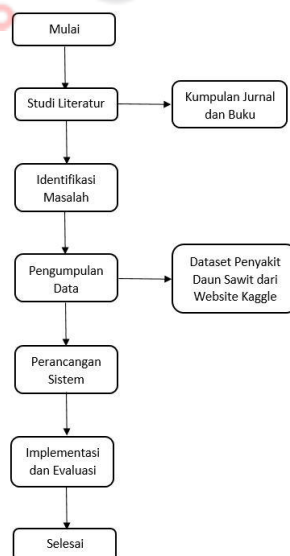 Mulai
Studi Literatur
Kumpulan Jurnal
dan Buku
Identifikasi
Masalah
Pengumpulan
Data
Dataset Penyakit
Daun Sawit dari
Website Kaggle
Perancangan
Sistem
Implementasi
dan Evaluasi
Selesai